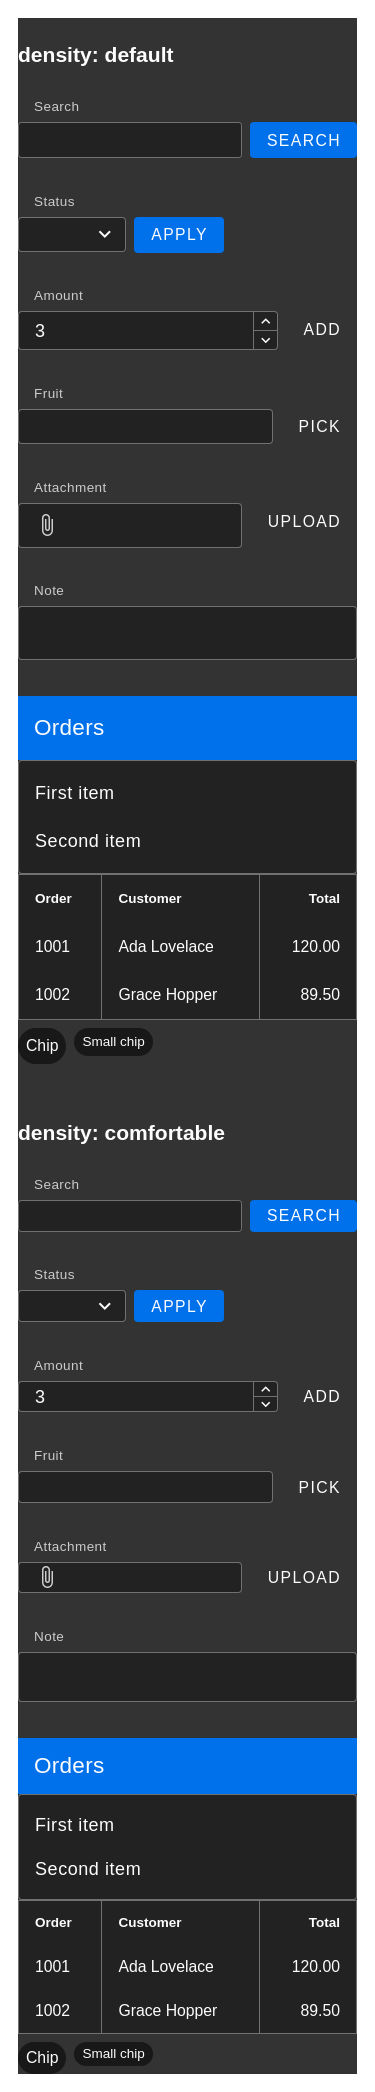 density: default
Search
SEARCH
Status
APPLY
Amount
3 ADD
Fruit
PICK
Attachment
UPLOAD
Note
Orders
First item
Second item
Order Customer Total
1001 Ada Lovelace 120.00
1002 Grace Hopper 89.50
Chip Small chip
density: comfortable
Search
SEARCH
Status
APPLY
Amount
3 ADD
Fruit
PICK
Attachment
UPLOAD
Note
Orders
First item
Second item
Order Customer Total
1001 Ada Lovelace 120.00
1002 Grace Hopper 89.50
Chip Small chip